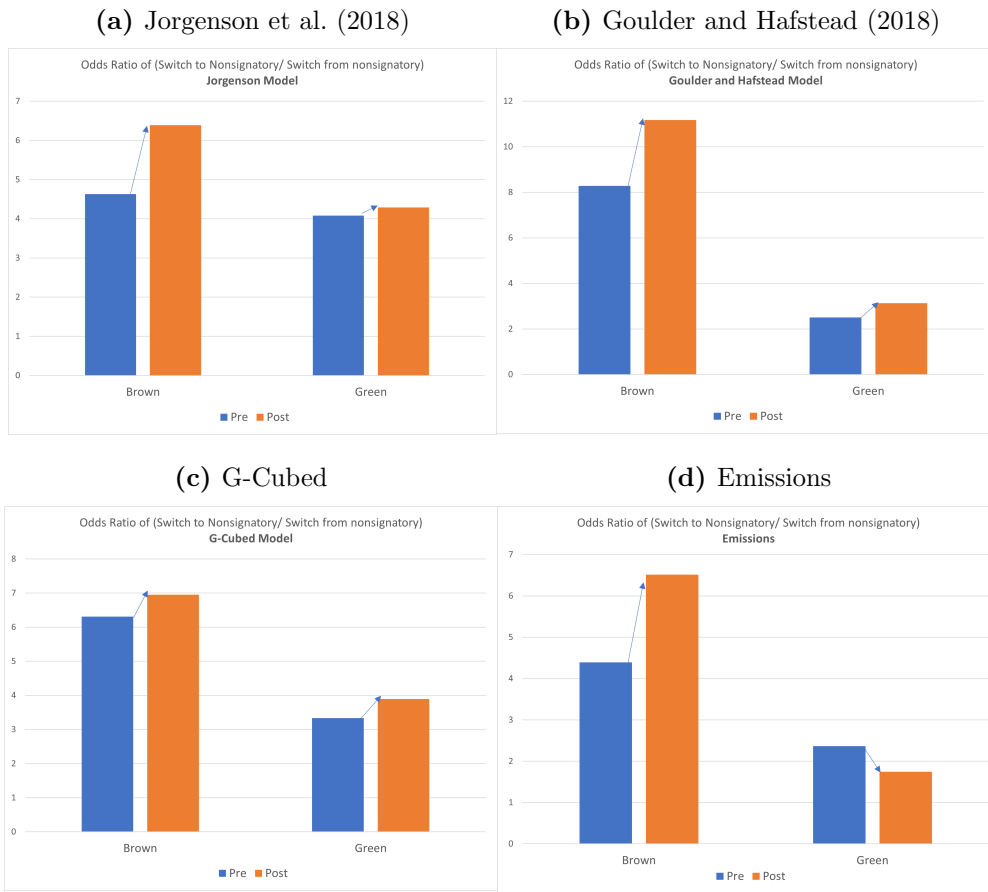 (a) Jorgenson et al. (2018)
Odds Ratio of (Switch to Nonsignatory/ Switch from nonsignatory)
Jorgenson Model
7
6
5
4
3
2
1
0
Brown
Green
Pre
Post
(b) Goulder and Hafstead (2018)
Odds Ratio of (Switch to Nonsignatory/ Switch from nonsignatory)
Goulder and Hafstead Model
12
10
8
6
4
2
0
Brown
Green
Pre
Post
(c) G-Cubed
Odds Ratio of (Switch to Nonsignatory/ Switch from nonsignatory)
G-Cubed Model
8
7
6
5
4
3
2
1
0
Brown
Green
Pre
Post
(d) Emissions
Odds Ratio of (Switch to Nonsignatory/ Switch from nonsignatory)
Emissions
7
6
5
4
3
2
1
0
Brown
Green
Pre
Post